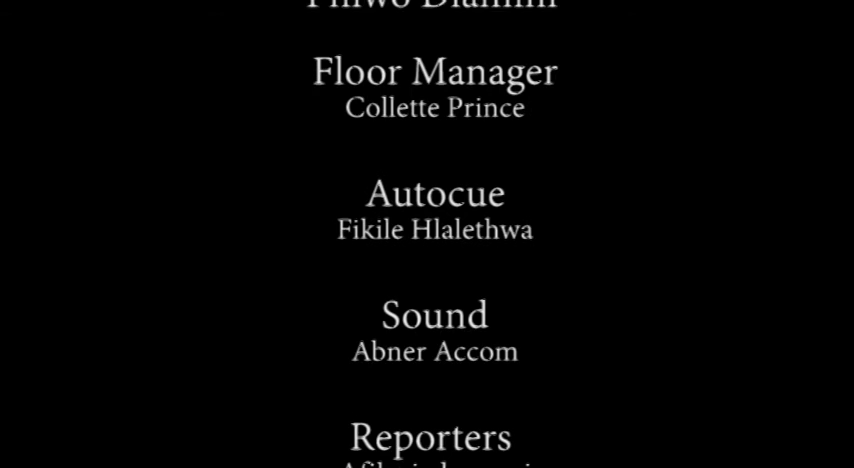 Floor Manager
Collette Prince
Autocue
Fikile Hlalethwa
Sound
Abner Accom
Reporters